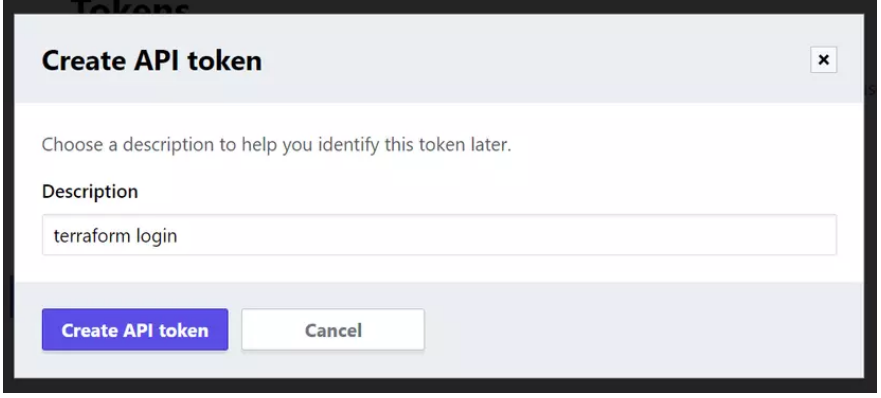 Tokens
Create API token
×
Choose a description to help you identify this token later.
Description
terraform login
Create API token
Cancel